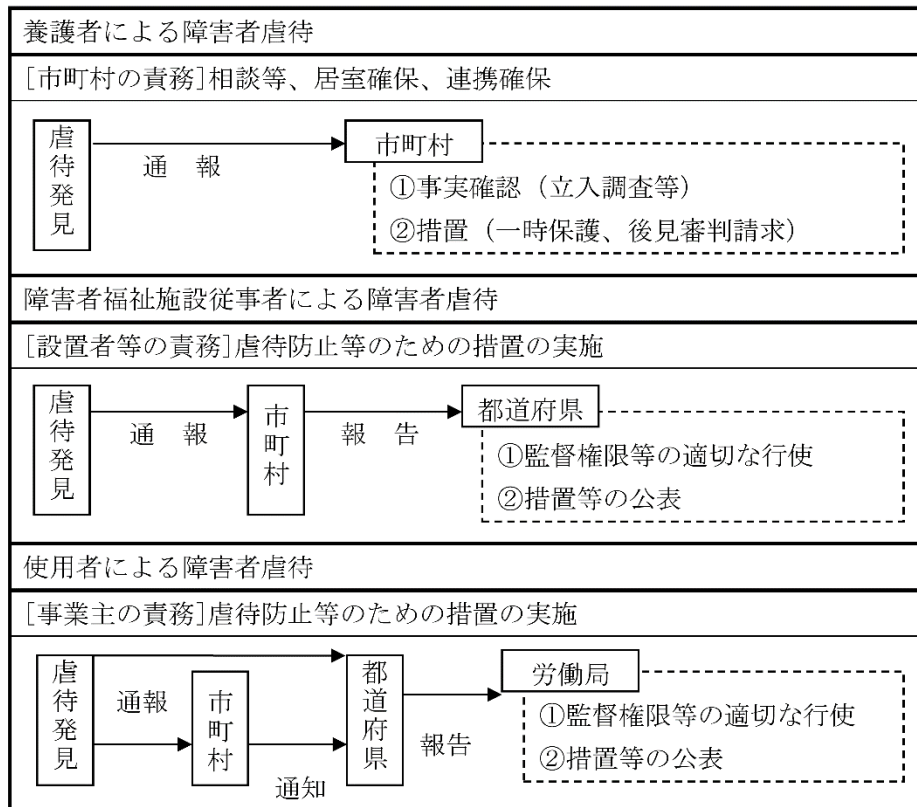 養護者による障害者虐待
[市町村の責務]相談等、居室確保、連携確保
虐待発見
通 報
市町村
①事実確認（立入調査等）
②措置（一時保護、後見審判請求）
障害者福祉施設従事者による障害者虐待
[設置者等の責務]虐待防止等のための措置の実施
虐待発見
通 報
市町村
報 告
都道府県
①監督権限等の適切な行使
②措置等の公表
使用者による障害者虐待
[事業主の責務]虐待防止等のための措置の実施
虐待発見
通報
市町村
通知
都道府県
報告
労働局
①監督権限等の適切な行使
②措置等の公表